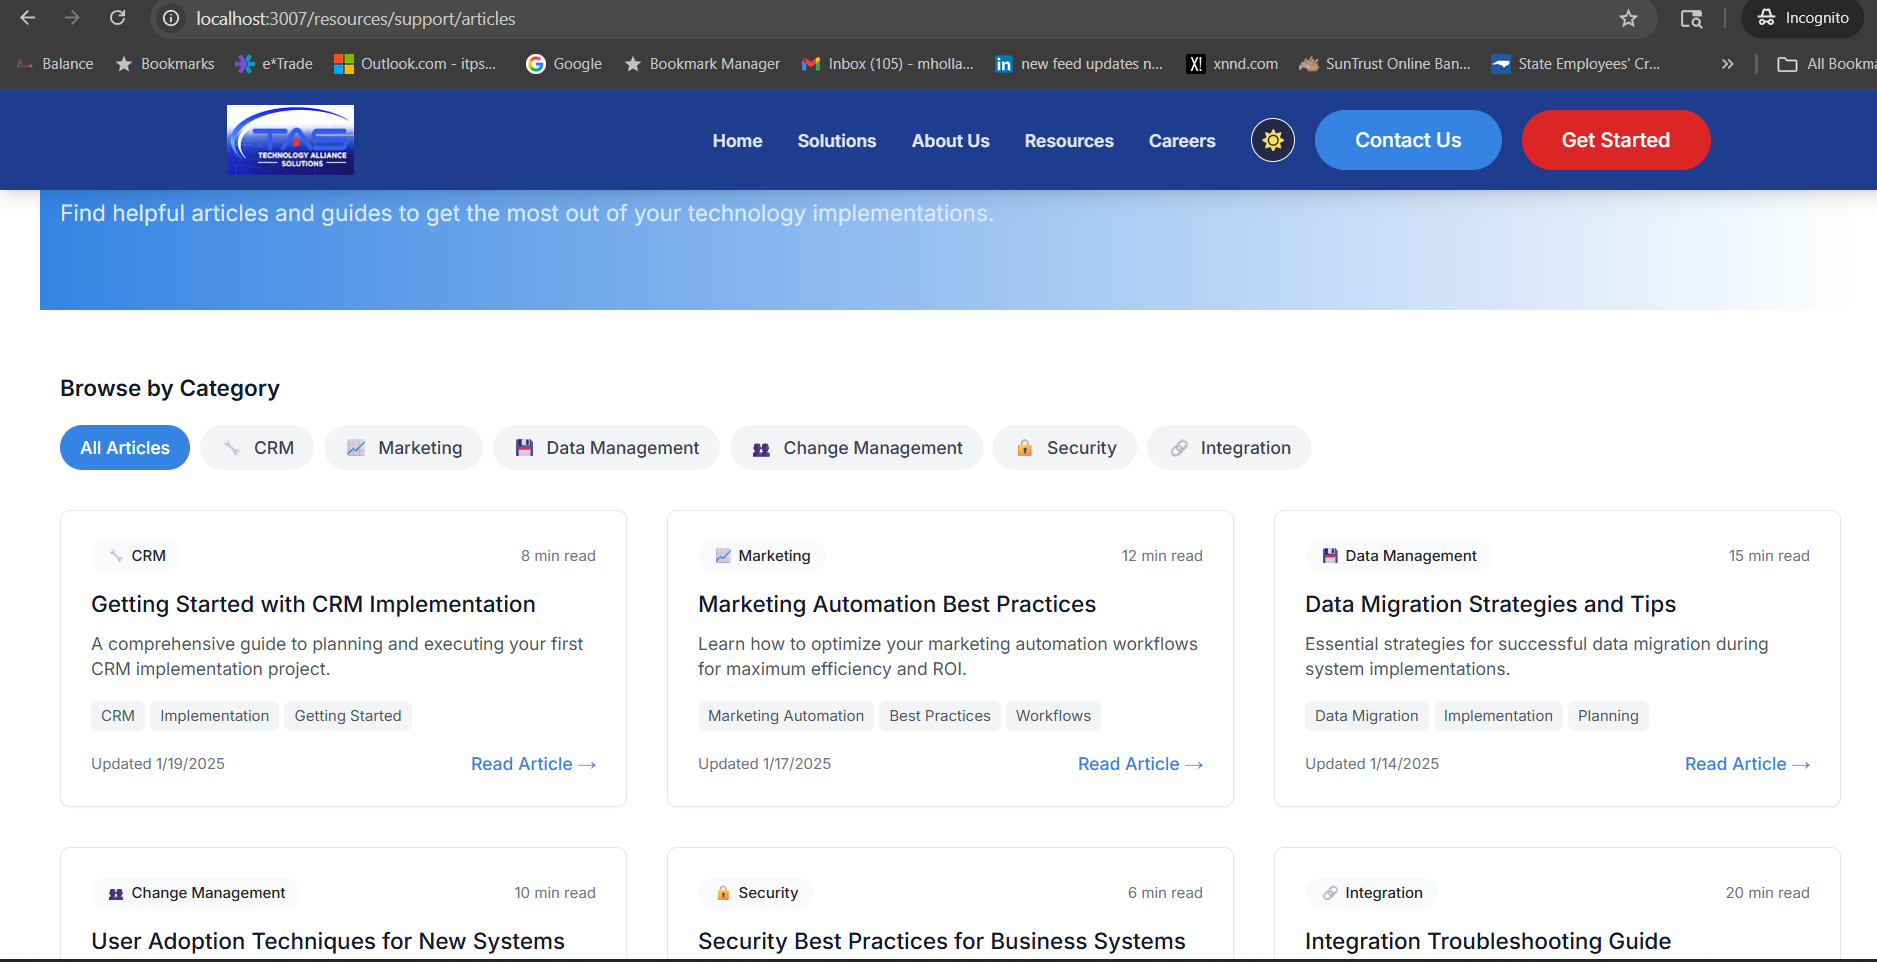 localhost:3007/resources/support/articles
Incognito
Balance
Bookmarks
e*Trade
Outlook.com - itps...
Google
Bookmark Manager
Inbox (105) - mholla...
new feed updates n...
X! xnnd.com
SunTrust Online Ban...
State Employees' Cr...
»
All Bookma
TAS
TECHNOLOGY ALLIANCE
SOLUTIONS
Home
Solutions
About Us
Resources
Careers
Contact Us
Get Started
Find helpful articles and guides to get the most out of your technology implementations.
Browse by Category
All Articles
CRM
Marketing
Data Management
Change Management
Security
Integration
CRM
8 min read
Getting Started with CRM Implementation
A comprehensive guide to planning and executing your first
CRM implementation project.
CRM
Implementation
Getting Started
Updated 1/19/2025
Read Article →
Marketing
12 min read
Marketing Automation Best Practices
Learn how to optimize your marketing automation workflows
for maximum efficiency and ROI.
Marketing Automation
Best Practices
Workflows
Updated 1/17/2025
Read Article →
Data Management
15 min read
Data Migration Strategies and Tips
Essential strategies for successful data migration during
system implementations.
Data Migration
Implementation
Planning
Updated 1/14/2025
Read Article →
Change Management
10 min read
User Adoption Techniques for New Systems
Security
6 min read
Security Best Practices for Business Systems
Integration
20 min read
Integration Troubleshooting Guide